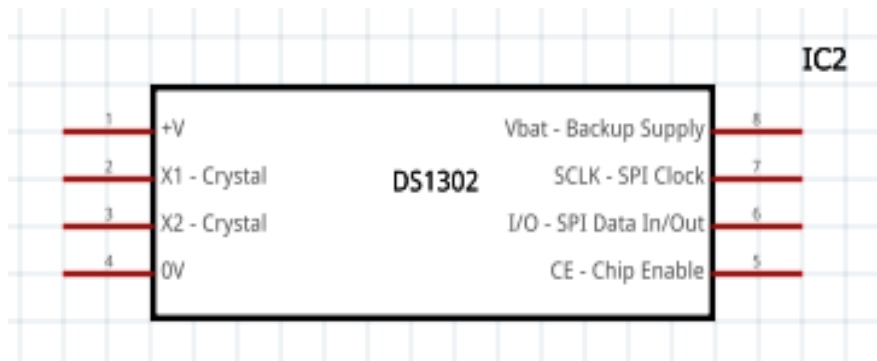 IC2
1 +V Vbat - Backup Supply 8
2 X1 - Crystal DS1302 SCLK - SPI Clock 7
3 X2 - Crystal I/O - SPI Data In/Out 6
4 0V CE - Chip Enable 5